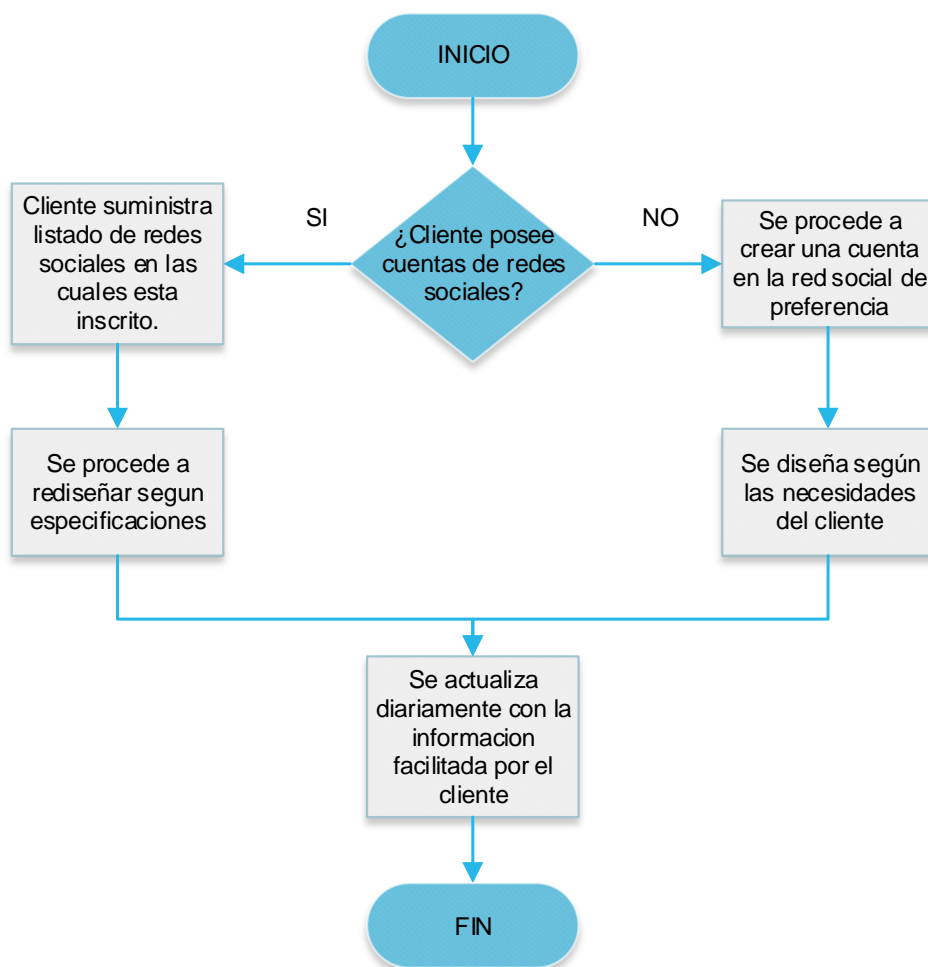 INICIO
SI
NO
¿Cliente posee
cuentas de redes
sociales?
Cliente suministra
listado de redes
sociales en las
cuales esta
inscrito.
Se procede a
crear una cuenta
en la red social de
preferencia
Se procede a
rediseñar segun
especificaciones
Se diseña según
las necesidades
del cliente
Se actualiza
diariamente con la
informacion
facilitada por el
cliente
FIN